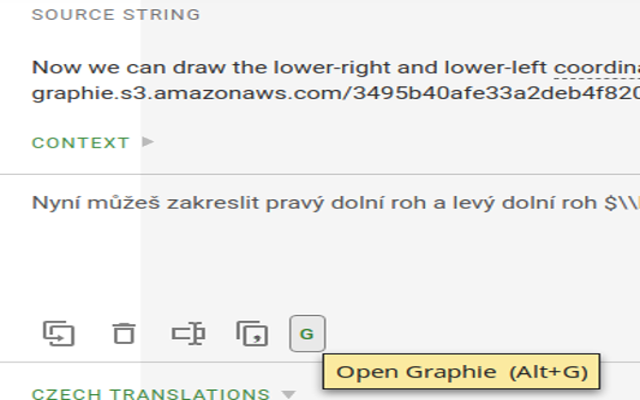 SOURCE STRING
Now we can draw the lower-right and lower-left
graphie.s3.amazonaws.com/3495b40afe33a2deb4f820
CONTEXT
Nyní můžeš zakreslit pravý dolní roh a levý dolní roh $\\
G
Open Graphie (Alt+G)
CZECH TRANSLATIONS